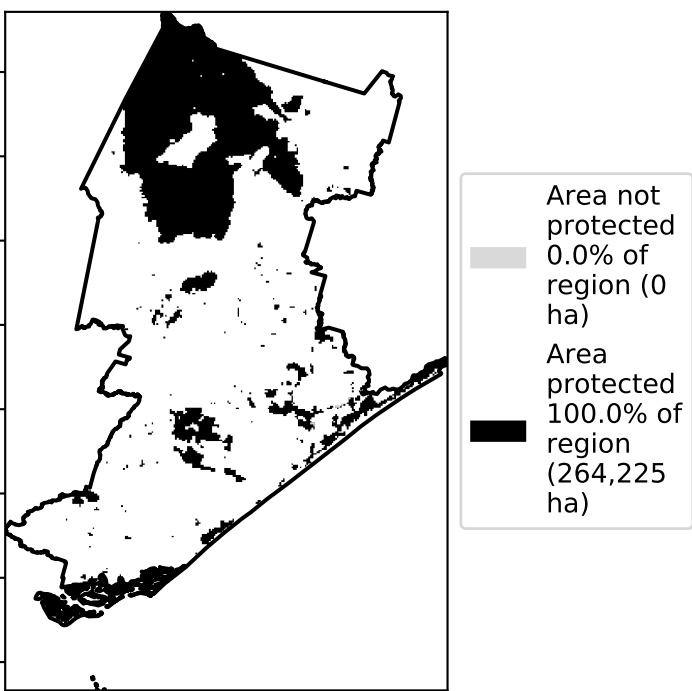 Area not
protected
0.0% of
region (0
ha)
Area
protected
100.0% of
region
(264,225
ha)